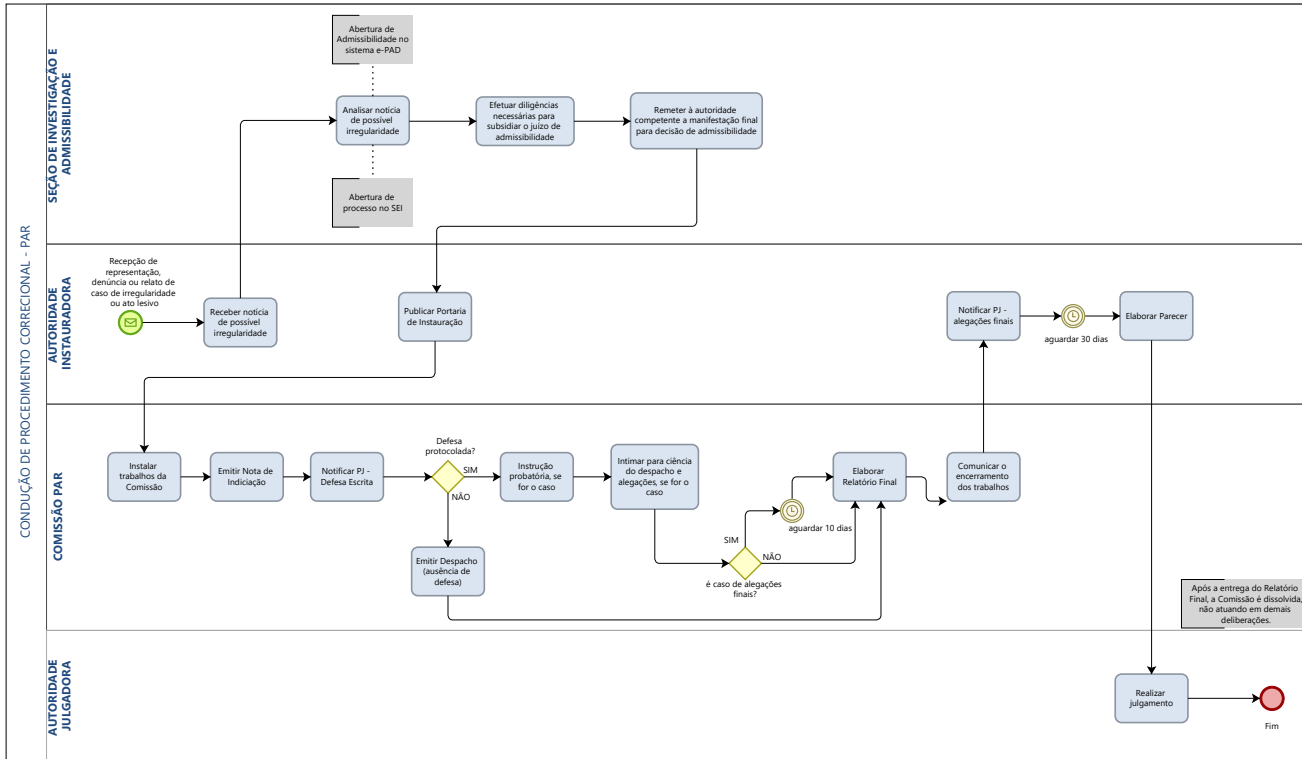 CONDUÇÃO DE PROCEDIMENTO CORRECIONAL - PAR
SEÇÃO DE INVESTIGAÇÃO E
ADMISSIBILIDADE
Abertura de
Admissibilidade no
sistema e-PAD
Analisar notícia
de possível
irregularidade
Efetuar diligências
necessárias para
subsidiar o juízo de
admissibilidade
Remeter à autoridade
competente a manifestação final
para decisão de admissibilidade
Abertura de
processo no SEI
AUTORIDADE
INSTAURADORA
Recepção de
representação,
denúncia ou relato de
caso de irregularidade
ou ato lesivo
Receber noticia
de possível
irregularidade
Publicar Portaria
de Instauração
Notificar PJ -
alegações finais
aguardar 30 dias
Elaborar Parecer
COMISSÃO PAR
Instalar
trabalhos da
Comissão
Emitir Nota de
Indiciação
Notificar PJ -
Defesa Escrita
Defesa
protocolada?
SIM
NÃO
Instrução
probatória, se
for o caso
Intimar para ciência
do despacho e
alegações, se for o
caso
Emitir Despacho
(ausência de
defesa)
SIM
NÃO
é caso de alegações
finais?
aguardar 10 dias
Elaborar
Relatório Final
Comunicar o
encerramento
dos trabalhos
Após a entrega do Relatório
Final, a Comissão é dissolvida,
não atuando em demais
deliberações.
AUTORIDADE
JULGADORA
Realizar
julgamento
Fim